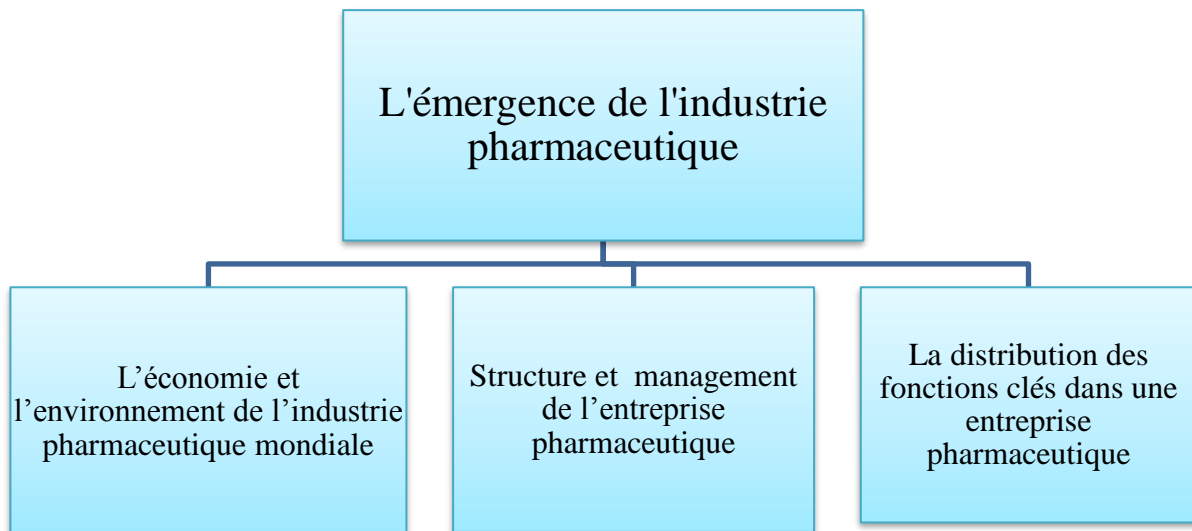 L'émergence de l'industrie
pharmaceutique
L’économie et
l’environnement de l’industrie
pharmaceutique mondiale
Structure et  management
de l’entreprise
pharmaceutique
La distribution des
fonctions clés dans une
entreprise
pharmaceutique